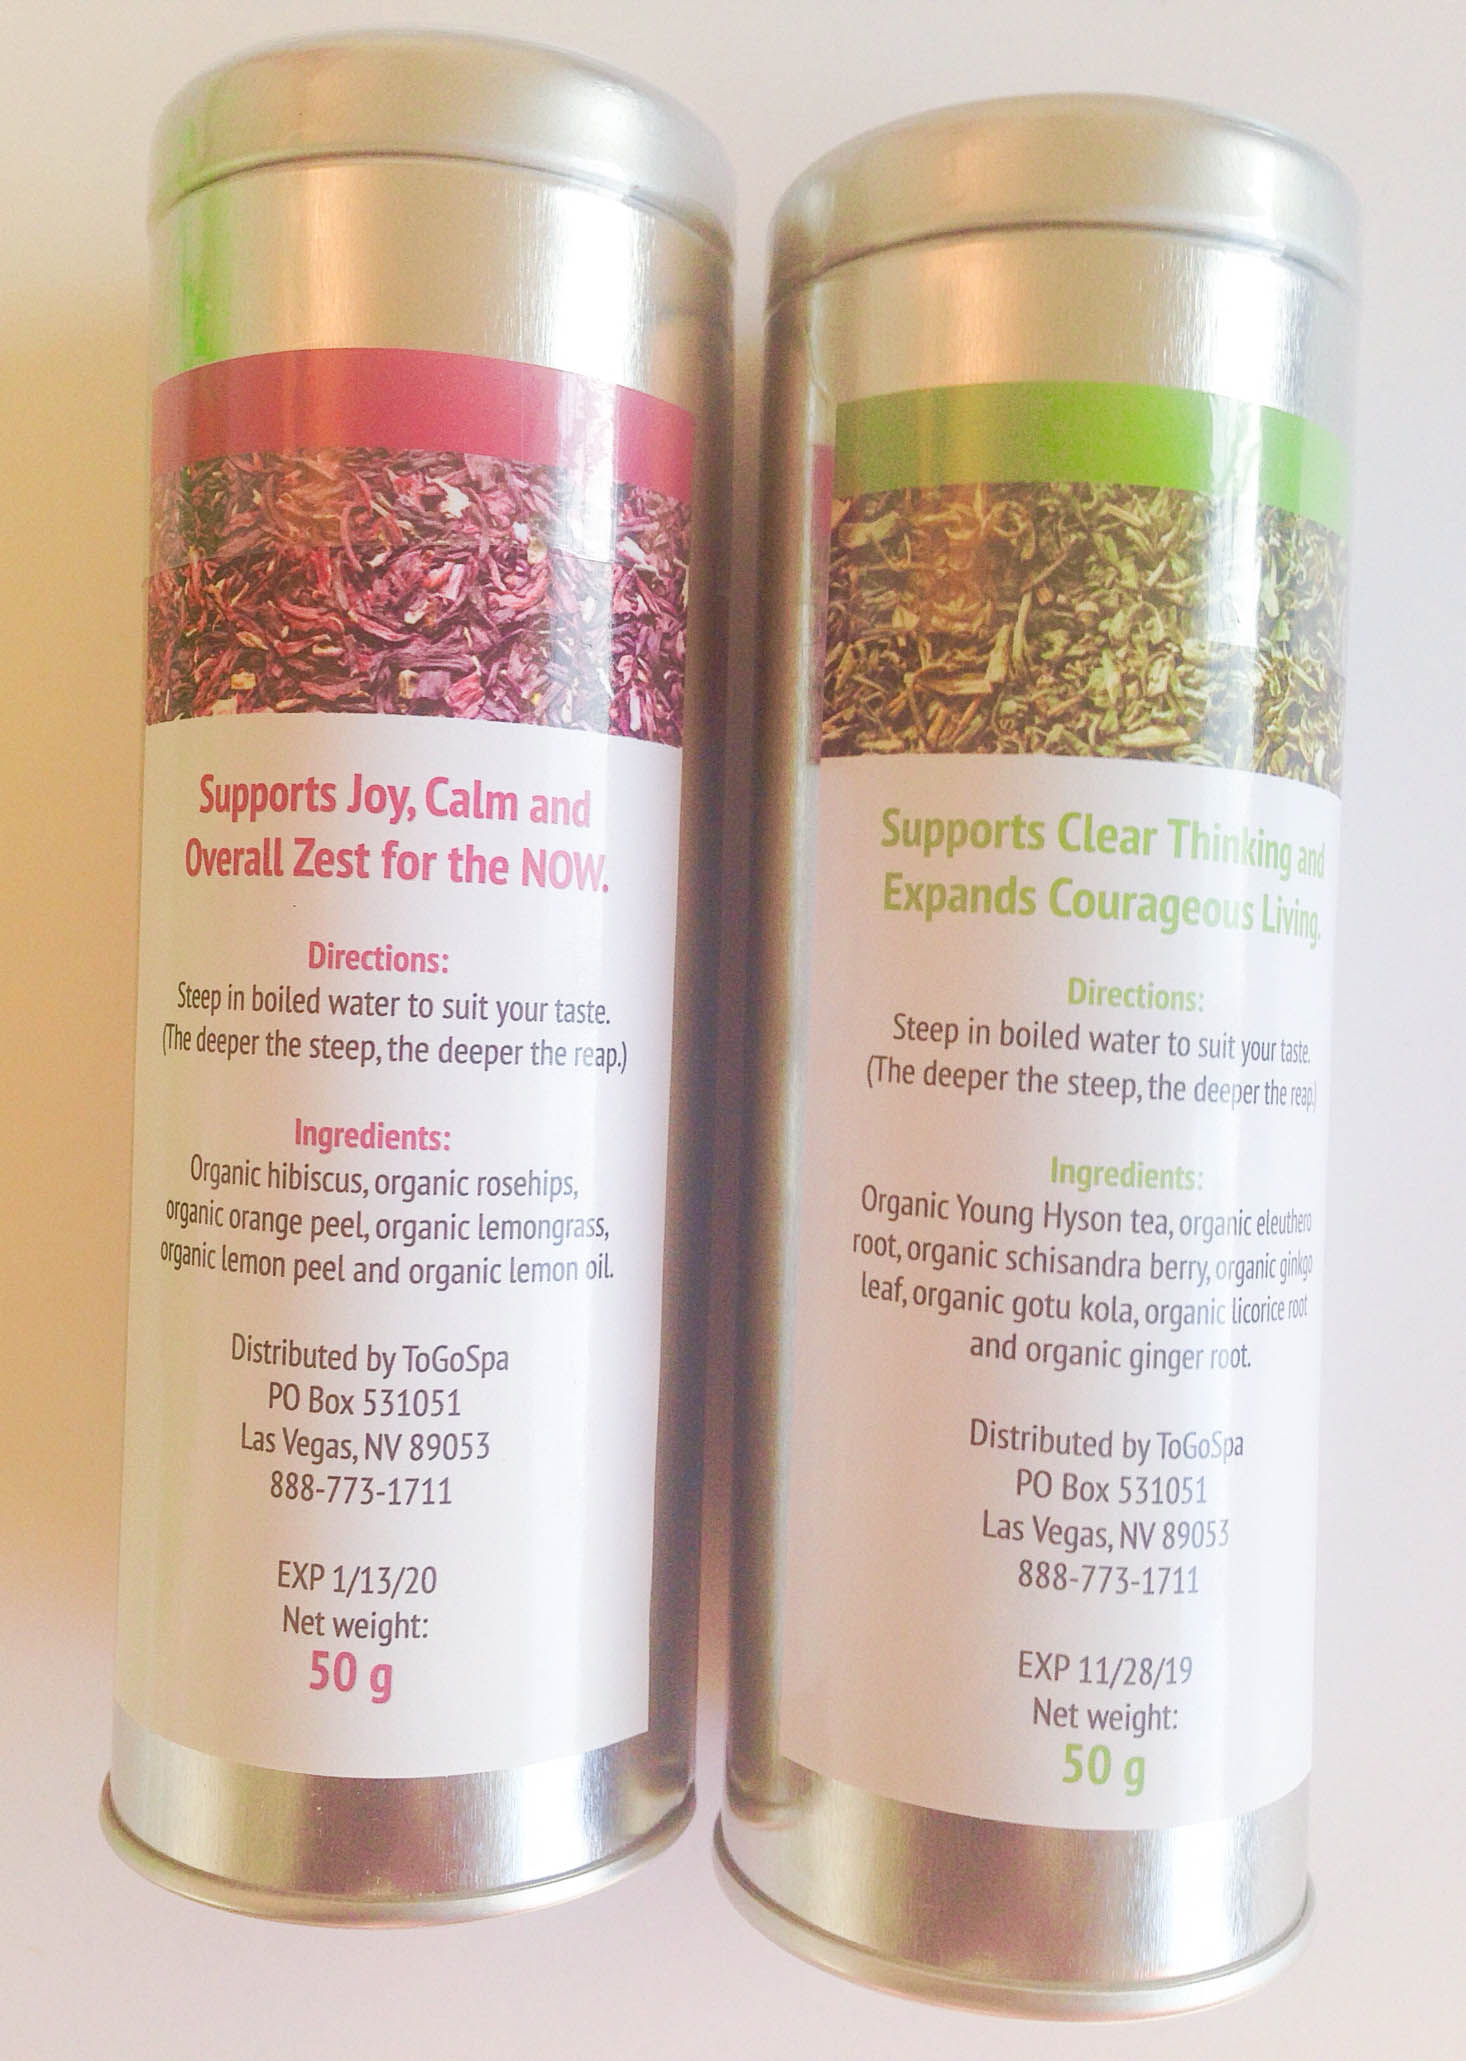 Supports Joy, Calm and
Overall Zest for the NOW.
Directions:
Steep in boiled water to suit your taste.
(The deeper the steep, the deeper the reap.)
Ingredients:
Organic hibiscus, organic rosehips,
organic orange peel, organic lemongrass,
organic lemon peel and organic lemon oil.
Distributed by ToGoSpa
PO Box 531051
Las Vegas, NV 89053
888-773-1711
EXP 1/13/20
Net weight:
50 g
Supports Clear Thinking and
Expands Courageous Living.
Directions:
Steep in boiled water to suit your taste.
(The deeper the steep, the deeper the reap.)
Ingredients:
Organic Young Hyson tea, organic eleuthero
root, organic schisandra berry, organic ginkgo
leaf, organic gotu kola, organic licorice root
and organic ginger root.
Distributed by ToGoSpa
PO Box 531051
Las Vegas, NV 89053
888-773-1711
EXP 11/28/19
Net weight:
50 g